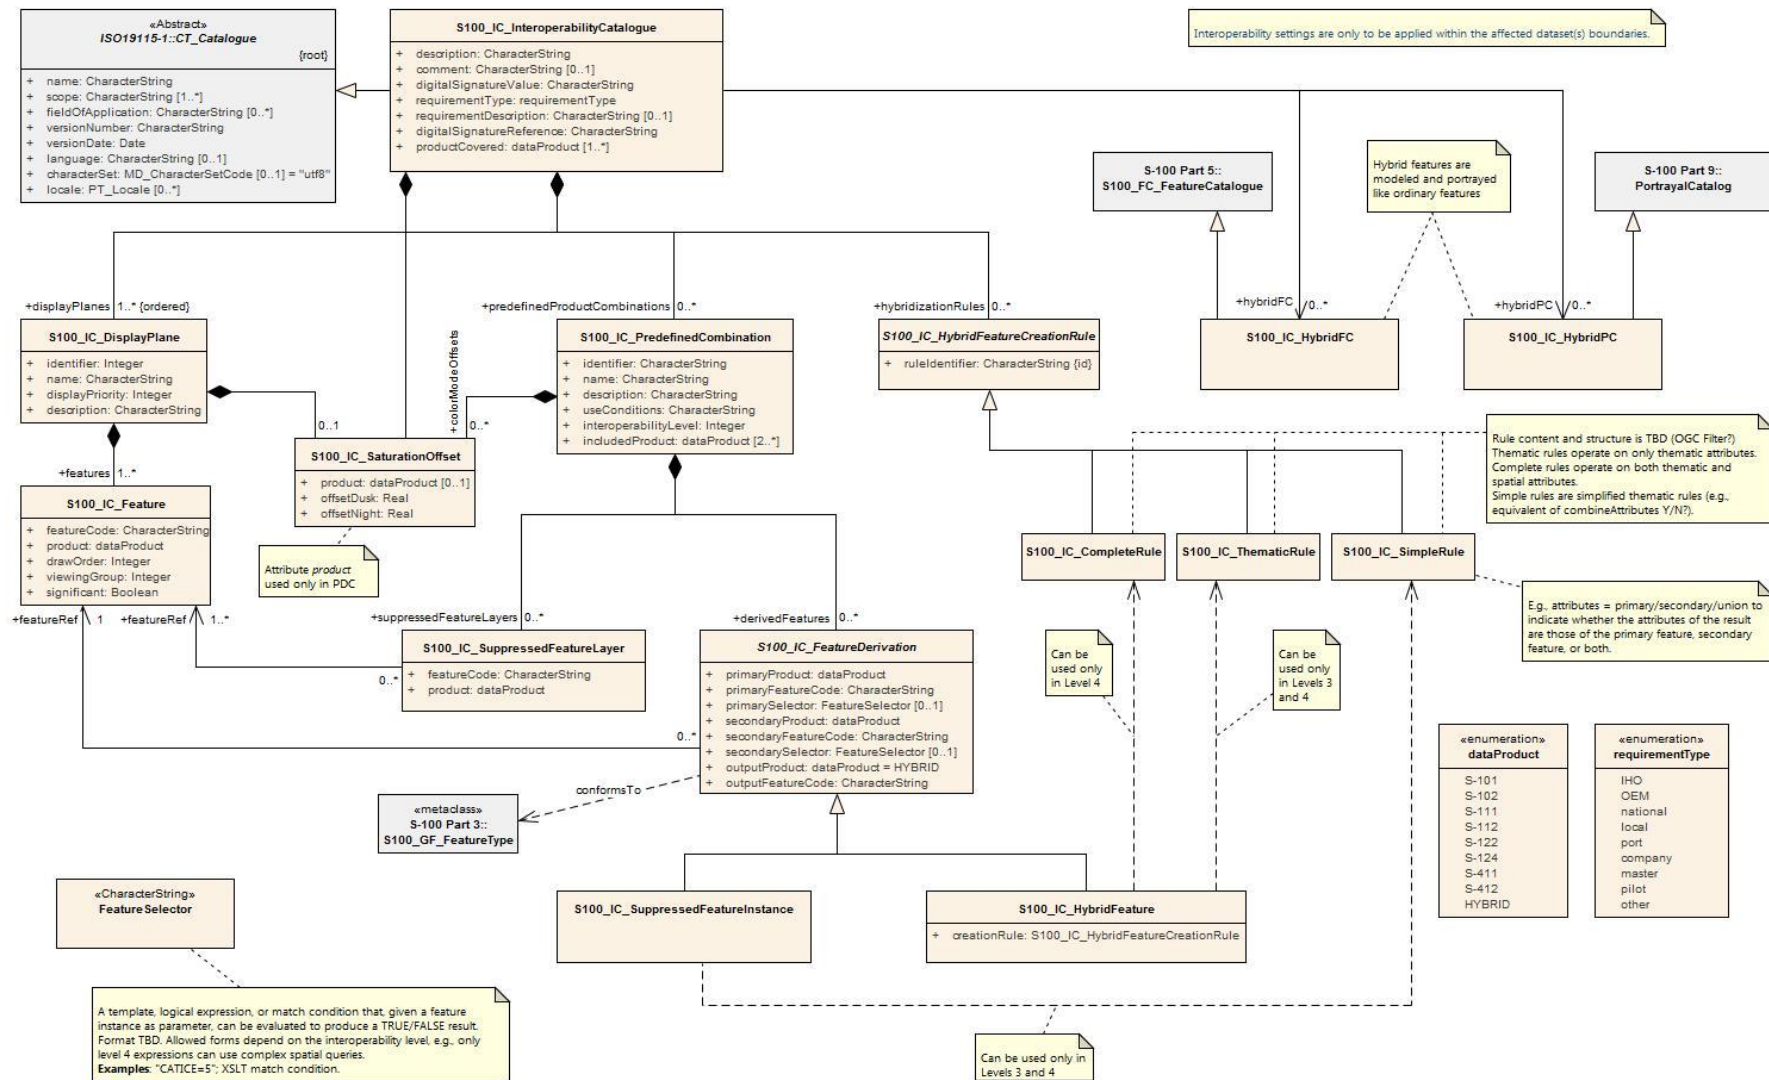 «Abstract»
ISO19115-1::CT_Catalogue
{root}
+ name: CharacterString
+ scope: CharacterString [1..*]
+ fieldOfApplication: CharacterString [0..*]
+ versionNumber: CharacterString
+ versionDate: Date
+ language: CharacterString [0..1]
+ characterSet: MD_CharacterSetCode [0..1] = "utf8"
+ locale: PT_Locale [0..*]
S100_IC_InteroperabilityCatalogue
+ description: CharacterString
+ comment: CharacterString [0..1]
+ digitalSignatureValue: CharacterString
+ requirementType: requirementType
+ requirementDescription: CharacterString [0..1]
+ digitalSignatureReference: CharacterString
+ productCovered: dataProduct [1..*]
Interoperability settings are only to be applied within the affected dataset(s) boundaries.
S-100 Part 5::
S100_FC_FeatureCatalogue
Hybrid features are
modeled and portrayed
like ordinary features
S-100 Part 9::
PortrayalCatalog
+displayPlanes 1..* {ordered}
+predefinedProductCombinations 0..*
+hybridizationRules 0..*
+hybridFC 0..*
+hybridPC 0..*
S100_IC_DisplayPlane
+ identifier: Integer
+ name: CharacterString
+ displayPriority: Integer
+ description: CharacterString
+colorModeOffsets
S100_IC_PredefinedCombination
+ identifier: CharacterString
+ name: CharacterString
+ description: CharacterString
+ useConditions: CharacterString
+ interoperabilityLevel: Integer
+ includedProduct: dataProduct [2..*]
S100_IC_HybridFeatureCreationRule
+ ruleIdentifier: CharacterString {id}
S100_IC_HybridFC
S100_IC_HybridPC
0..1
0..*
S100_IC_SaturationOffset
+ product: dataProduct [0..1]
+ offsetDusk: Real
+ offsetNight: Real
Attribute product
used only in PDC
+features 1..*
S100_IC_Feature
+ featureCode: CharacterString
+ product: dataProduct
+ drawOrder: Integer
+ viewingGroup: Integer
+ significant: Boolean
+featureRef 1
+featureRef 1..*
Rule content and structure is TBD (OGC Filter?)
Thematic rules operate on only thematic attributes.
Complete rules operate on both thematic and
spatial attributes.
Simple rules are simplified thematic rules (e.g.,
equivalent of combineAttributes Y/N?).
S100_IC_CompleteRule
S100_IC_ThematicRule
S100_IC_SimpleRule
E.g., attributes = primary/secondary/union to
indicate whether the attributes of the result
are those of the primary feature, secondary
feature, or both.
+suppressedFeatureLayers 0..*
+derivedFeatures 0..*
S100_IC_SuppressedFeatureLayer
+ featureCode: CharacterString
+ product: dataProduct
0..*
S100_IC_FeatureDerivation
+ primaryProduct: dataProduct
+ primaryFeatureCode: CharacterString
+ primarySelector: FeatureSelector [0..1]
+ secondaryProduct: dataProduct
+ secondaryFeatureCode: CharacterString
+ secondarySelector: FeatureSelector [0..1]
+ outputProduct: dataProduct = HYBRID
+ outputFeatureCode: CharacterString
0..*
Can be
used only
in Level 4
Can be
used only
in Levels 3
and 4
conformsTo
«metaclass»
S-100 Part 3::
S100_GF_FeatureType
«enumeration»
dataProduct
S-101
S-102
S-111
S-112
S-122
S-124
S-411
S-412
HYBRID
«enumeration»
requirementType
IHO
OEM
national
local
port
company
master
pilot
other
«CharacterString»
FeatureSelector
S100_IC_SuppressedFeatureInstance
S100_IC_HybridFeature
+ creationRule: S100_IC_HybridFeatureCreationRule
A template, logical expression, or match condition that, given a feature
instance as parameter, can be evaluated to produce a TRUE/FALSE result.
Format TBD. Allowed forms depend on the interoperability level, e.g., only
level 4 expressions can use complex spatial queries.
Examples: "CATICE=5"; XSLT match condition.
Can be used only in
Levels 3 and 4